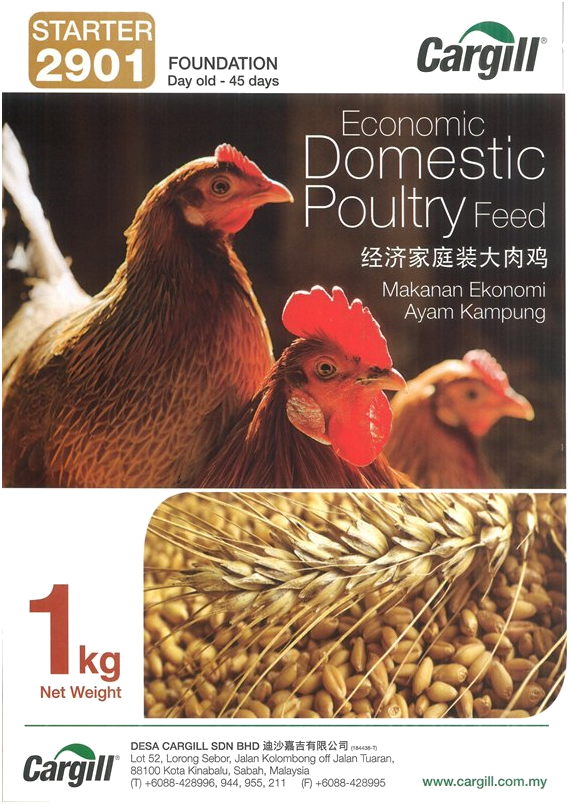 STARTER
2901
FOUNDATION
Day old - 45 days
Cargill®
Economic
Domestic
Poultry Feed
经济家庭装大肉鸡
Makanan Ekonomi
Ayam Kampung
1kg
Net Weight
Cargill®
DESA CARGILL SDN BHD 迪沙嘉吉有限公司 (184438-T)
Lot 52, Lorong Sebor, Jalan Kolombong off Jalan Tuaran,
88100 Kota Kinabalu, Sabah, Malaysia
(T) +6088-428996, 944, 955, 211 (F) +6088-428995
www.cargill.com.my